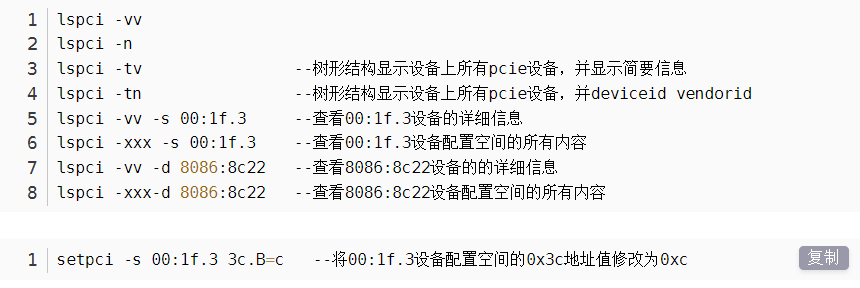 1 lspci -vv
2 lspci -n
3 lspci -tv --树形结构显示设备上所有pcie设备，并显示简要信息
4 lspci -tn --树形结构显示设备上所有pcie设备，并deviceid vendorid
5 lspci -vv -s 00:1f.3 --查看00:1f.3设备的详细信息
6 lspci -xxx -s 00:1f.3 --查看00:1f.3设备配置空间的所有内容
7 lspci -vv -d 8086:8c22 --查看8086:8c22设备的的详细信息
8 lspci -xxx-d 8086:8c22 --查看8086:8c22设备配置空间的所有内容
1 setpci -s 00:1f.3 3c.B=c --将00:1f.3设备配置空间的0x3c地址值修改为0xc 复制